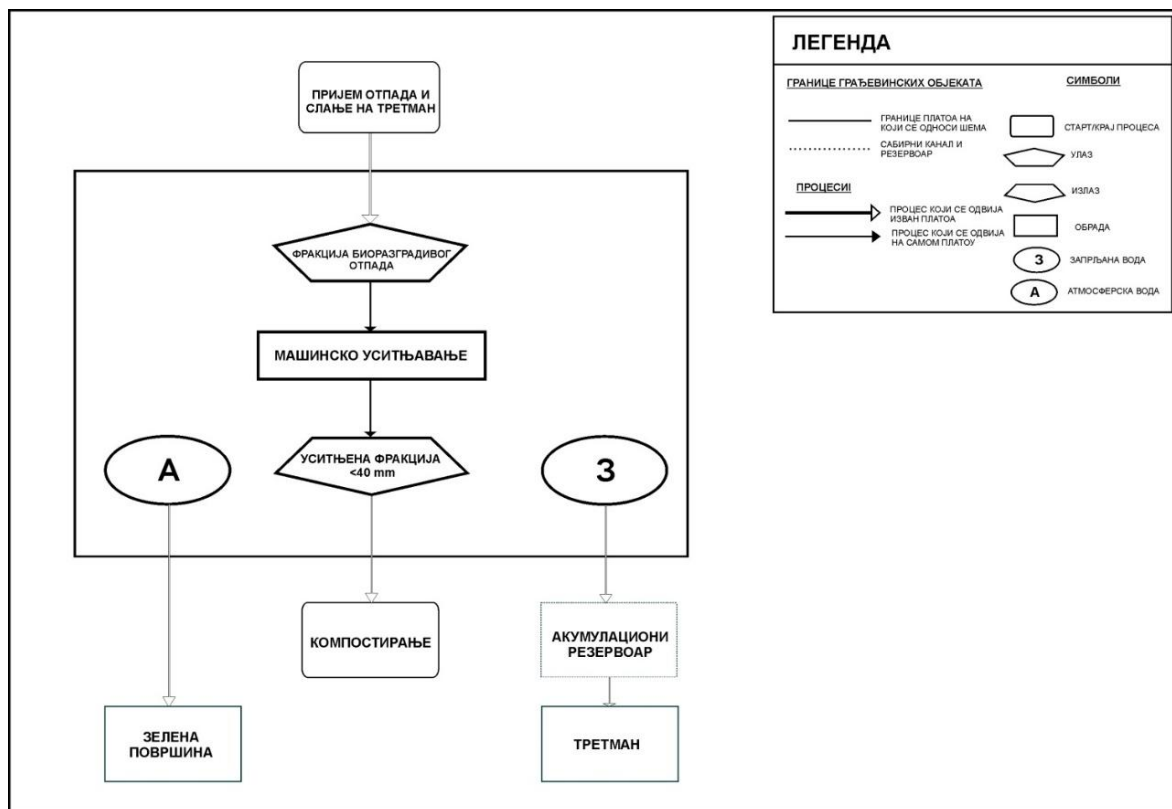 ПРИЈЕМ ОТПАДА И
СЛАЊЕ НА ТРЕТМАН
ФРАКЦИЈА БИОРАЗГРАДИВОГ
ОТПАДА
МАШИНСКО УСИТЊАВАЊЕ
УСИТЊЕНА ФРАКЦИЈА
<40 mm
А
З
КОМПОСТИРАЊЕ
АКУМУЛАЦИОНИ
РЕЗЕРВОАР
ЗЕЛЕНА
ПОВРШИНА
ТРЕТМАН
ЛЕГЕНДА
ГРАНИЦЕ ГРАЂЕВИНСКИХ ОБЈЕКАТА
ГРАНИЦЕ ПЛАТОА НА
КОЈИ СЕ ОДНОСИ ШЕМА
САБИРНИ КАНАЛ И
РЕЗЕРВОАР
ПРОЦЕСИI
ПРОЦЕС КОЈИ СЕ ОДВИЈА
ИЗВАН ПЛАТОА
ПРОЦЕС КОЈИ СЕ ОДВИЈА
НА САМОМ ПЛАТОУ
СИМБОЛИ
СТАРТ/КРАЈ ПРОЦЕСА
УЛАЗ
ИЗЛАЗ
ОБРАДА
З
ЗАПРЉАНА ВОДА
А
АТМОСФЕРСКА ВОДА